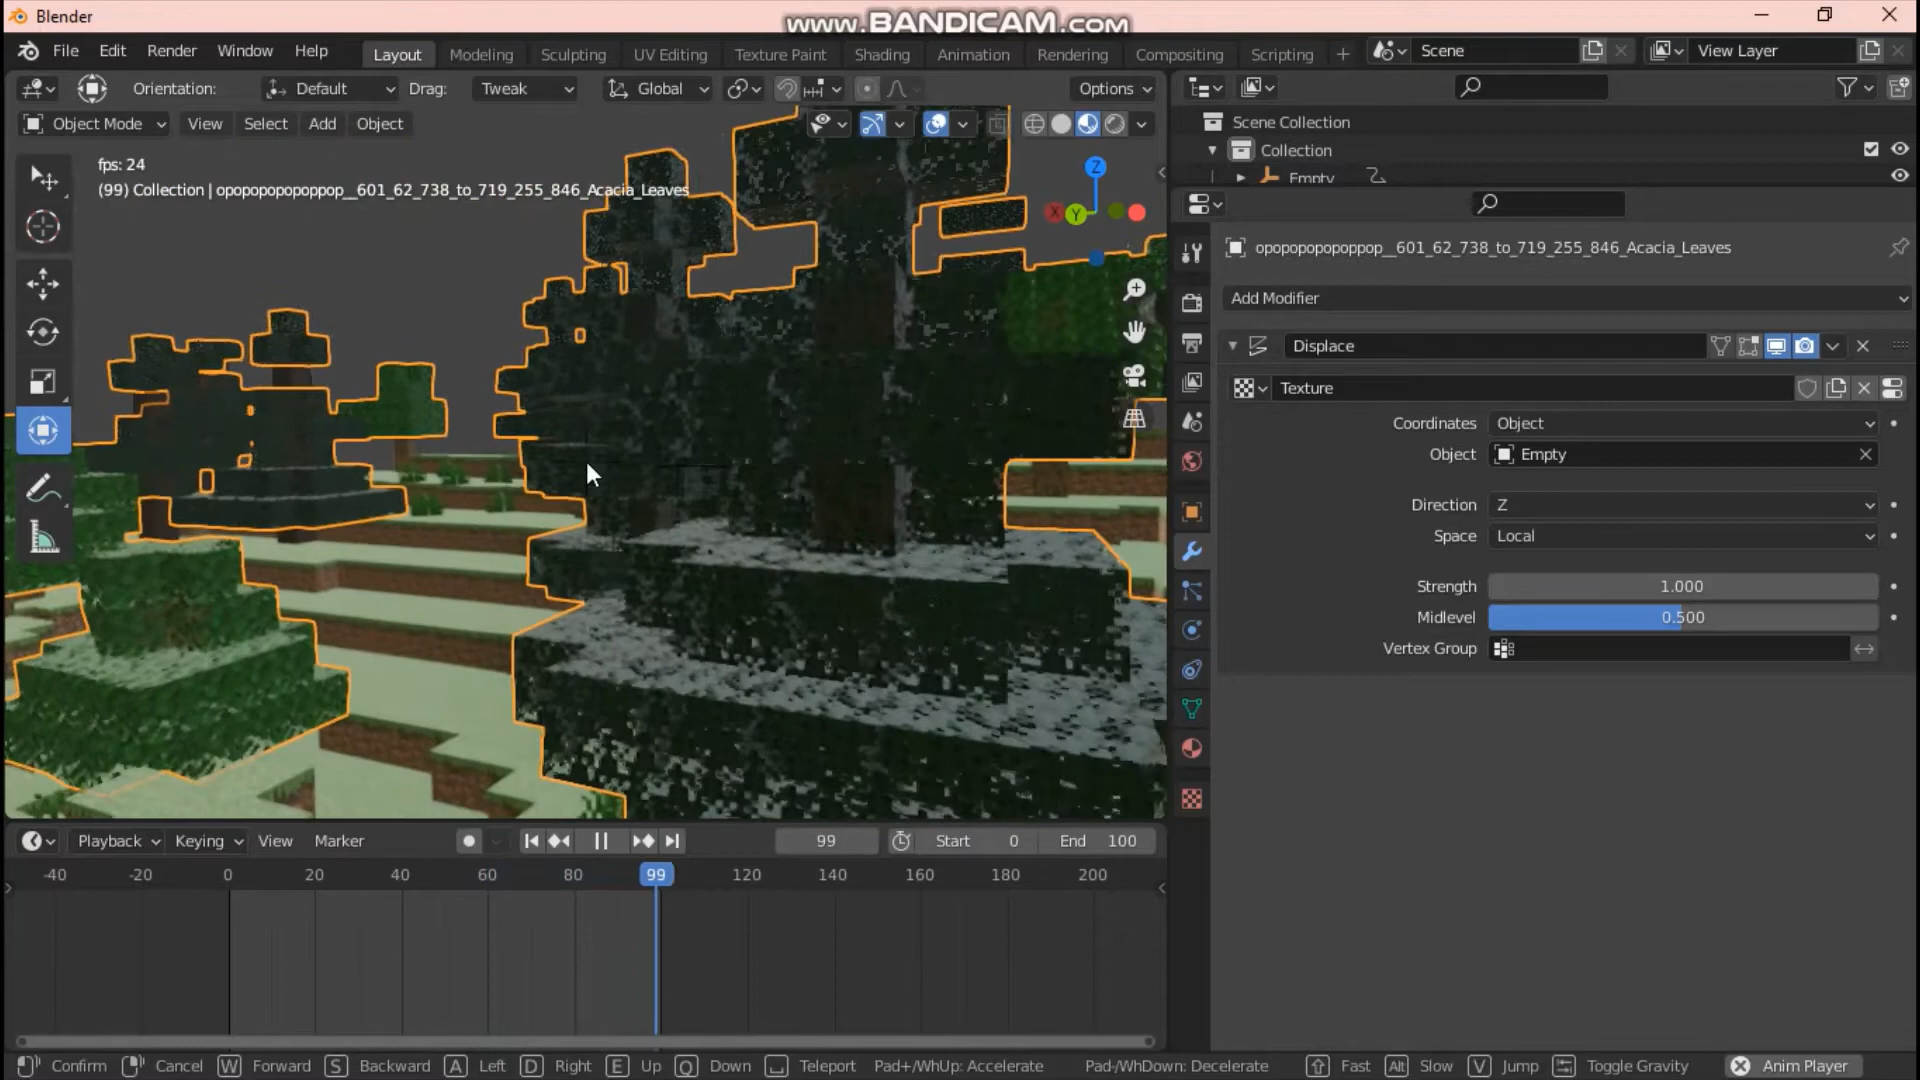 Blender
www.BANDICAM.com
File Edit Render Window Help
Layout Modeling Sculpting UV Editing Texture Paint Shading Animation Rendering Compositing Scripting +
Scene
View Layer
Orientation: Default Drag: Tweak Global Options
Object Mode View Select Add Object
Scene Collection
Collection
Empty
fps: 24
(99) Collection | opopopopopoppop__601_62_738_to_719_255_846_Acacia_Leaves
Z
X
Y
opopopopopoppop__601_62_738_to_719_255_846_Acacia_Leaves
Add Modifier
Displace
Texture
Coordinates Object
Object Empty
Direction Z
Space Local
Strength 1.000
Midlevel 0.500
Vertex Group
Playback Keying View Marker 99 Start 0 End 100
-40 -20 0 20 40 60 80 99 120 140 160 180 200
Confirm Cancel W Forward S Backward A Left D Right E Up Q Down Teleport Pad+/WhUp: Accelerate Pad-/WhDown: Decelerate Fast Alt Slow V Jump Toggle Gravity Anim Player